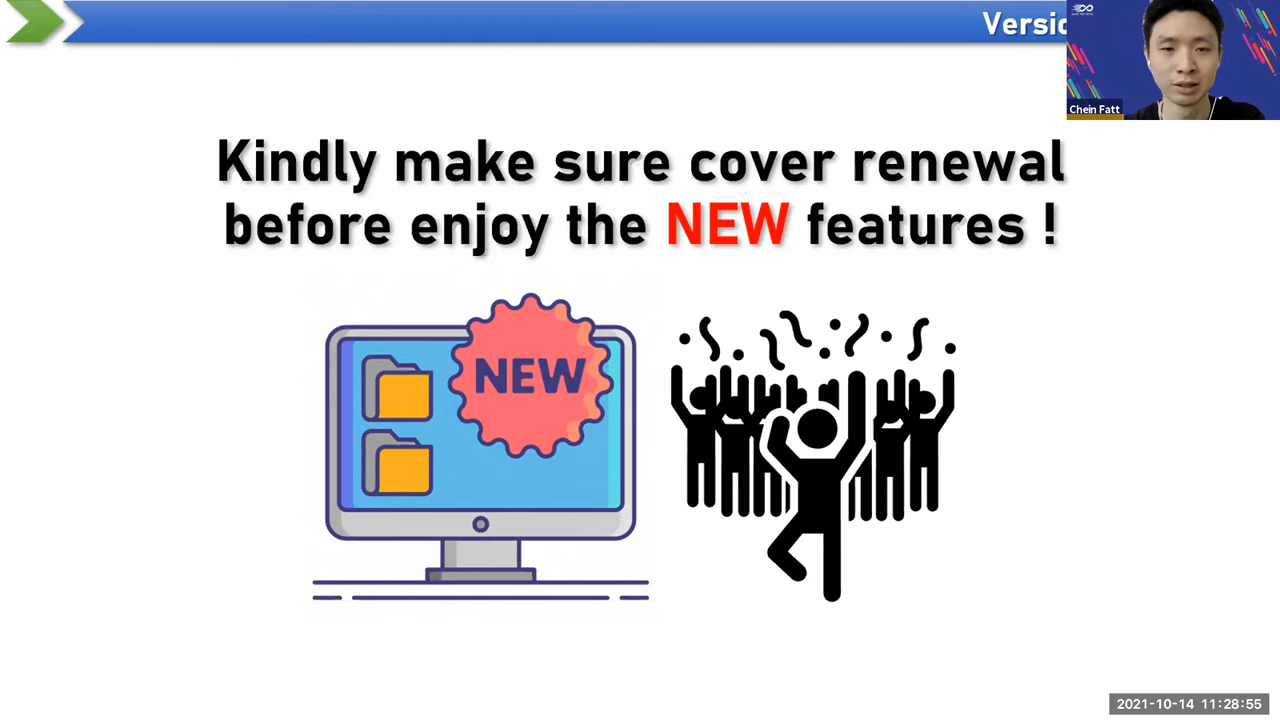 Kindly make sure cover renewal
before enjoy the NEW features !
NEW
Chein Fatt
2021-10-14 11:28:55